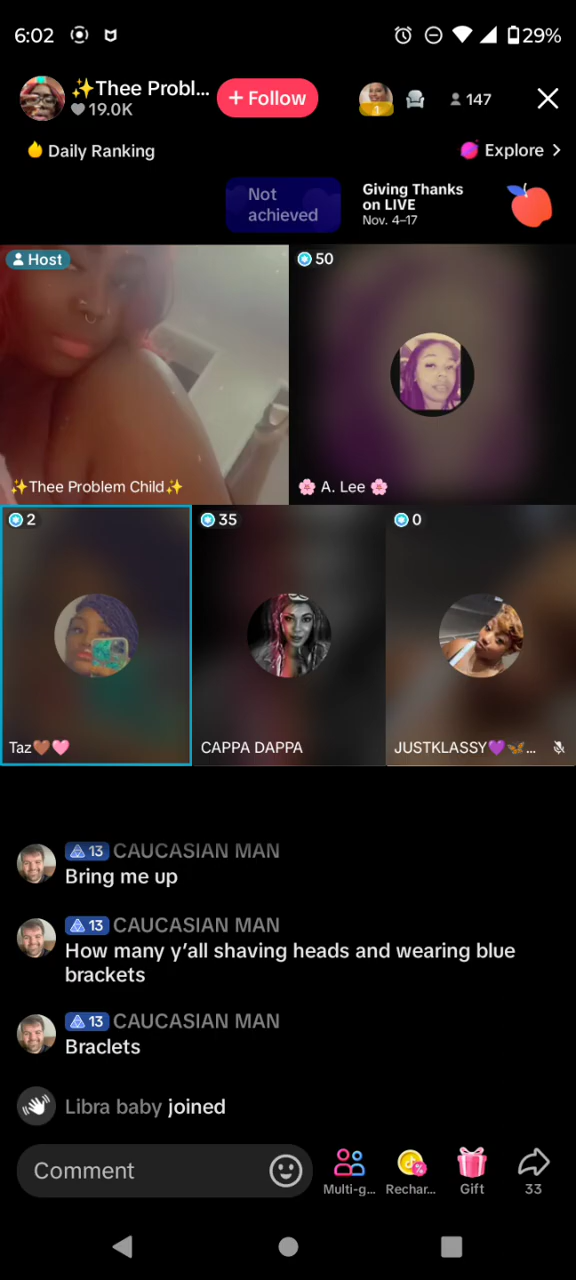 6:02
29%
✨Thee Probl...
19.0K
+ Follow
1
147
Daily Ranking
Explore >
Not
achieved
Giving Thanks
on LIVE
Nov. 4–17
Host
50
✨Thee Problem Child✨
🌸 A. Lee 🌸
2
35
0
Taz🤎🩷
CAPPA DAPPA
JUSTKLASSY💜🦋...
13 CAUCASIAN MAN
Bring me up
13 CAUCASIAN MAN
How many y'all shaving heads and wearing blue
brackets
13 CAUCASIAN MAN
Braclets
Libra baby joined
Comment
Multi-g...
Rechar...
Gift
33